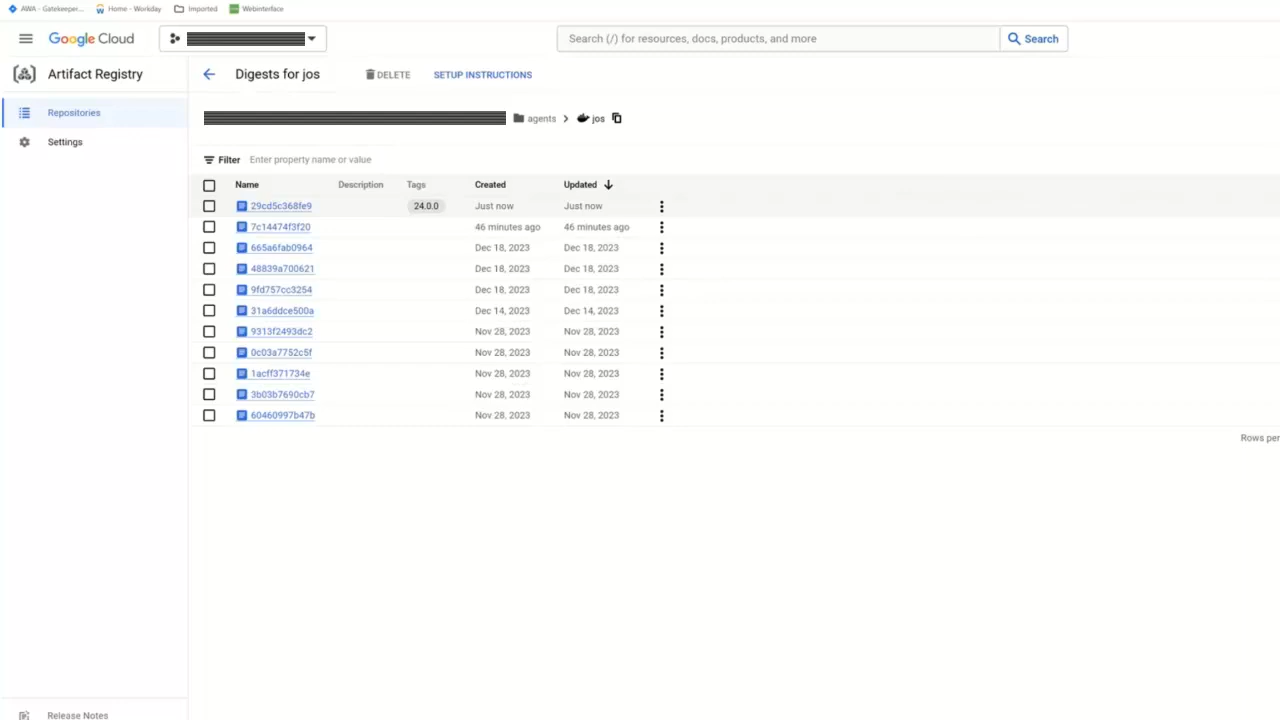 AWA - Gatekeeper... Home - Workday Imported Webinterface
Google Cloud Search (/) for resources, docs, products, and more Search
Artifact Registry Digests for jos DELETE SETUP INSTRUCTIONS
Repositories
agents > jos
Settings
Filter Enter property name or value
Name Description Tags Created Updated
29cd5c368fe9 24.0.0 Just now Just now
7c14474f3f20 46 minutes ago 46 minutes ago
665a6fab0964 Dec 18, 2023 Dec 18, 2023
48839a700621 Dec 18, 2023 Dec 18, 2023
9fd757cc3254 Dec 18, 2023 Dec 18, 2023
31a6ddce500a Dec 14, 2023 Dec 14, 2023
9313f2493dc2 Nov 28, 2023 Nov 28, 2023
0c03a7752c5f Nov 28, 2023 Nov 28, 2023
1acff371734e Nov 28, 2023 Nov 28, 2023
3b03b7690cb7 Nov 28, 2023 Nov 28, 2023
60460997b47b Nov 28, 2023 Nov 28, 2023
Rows per
Release Notes